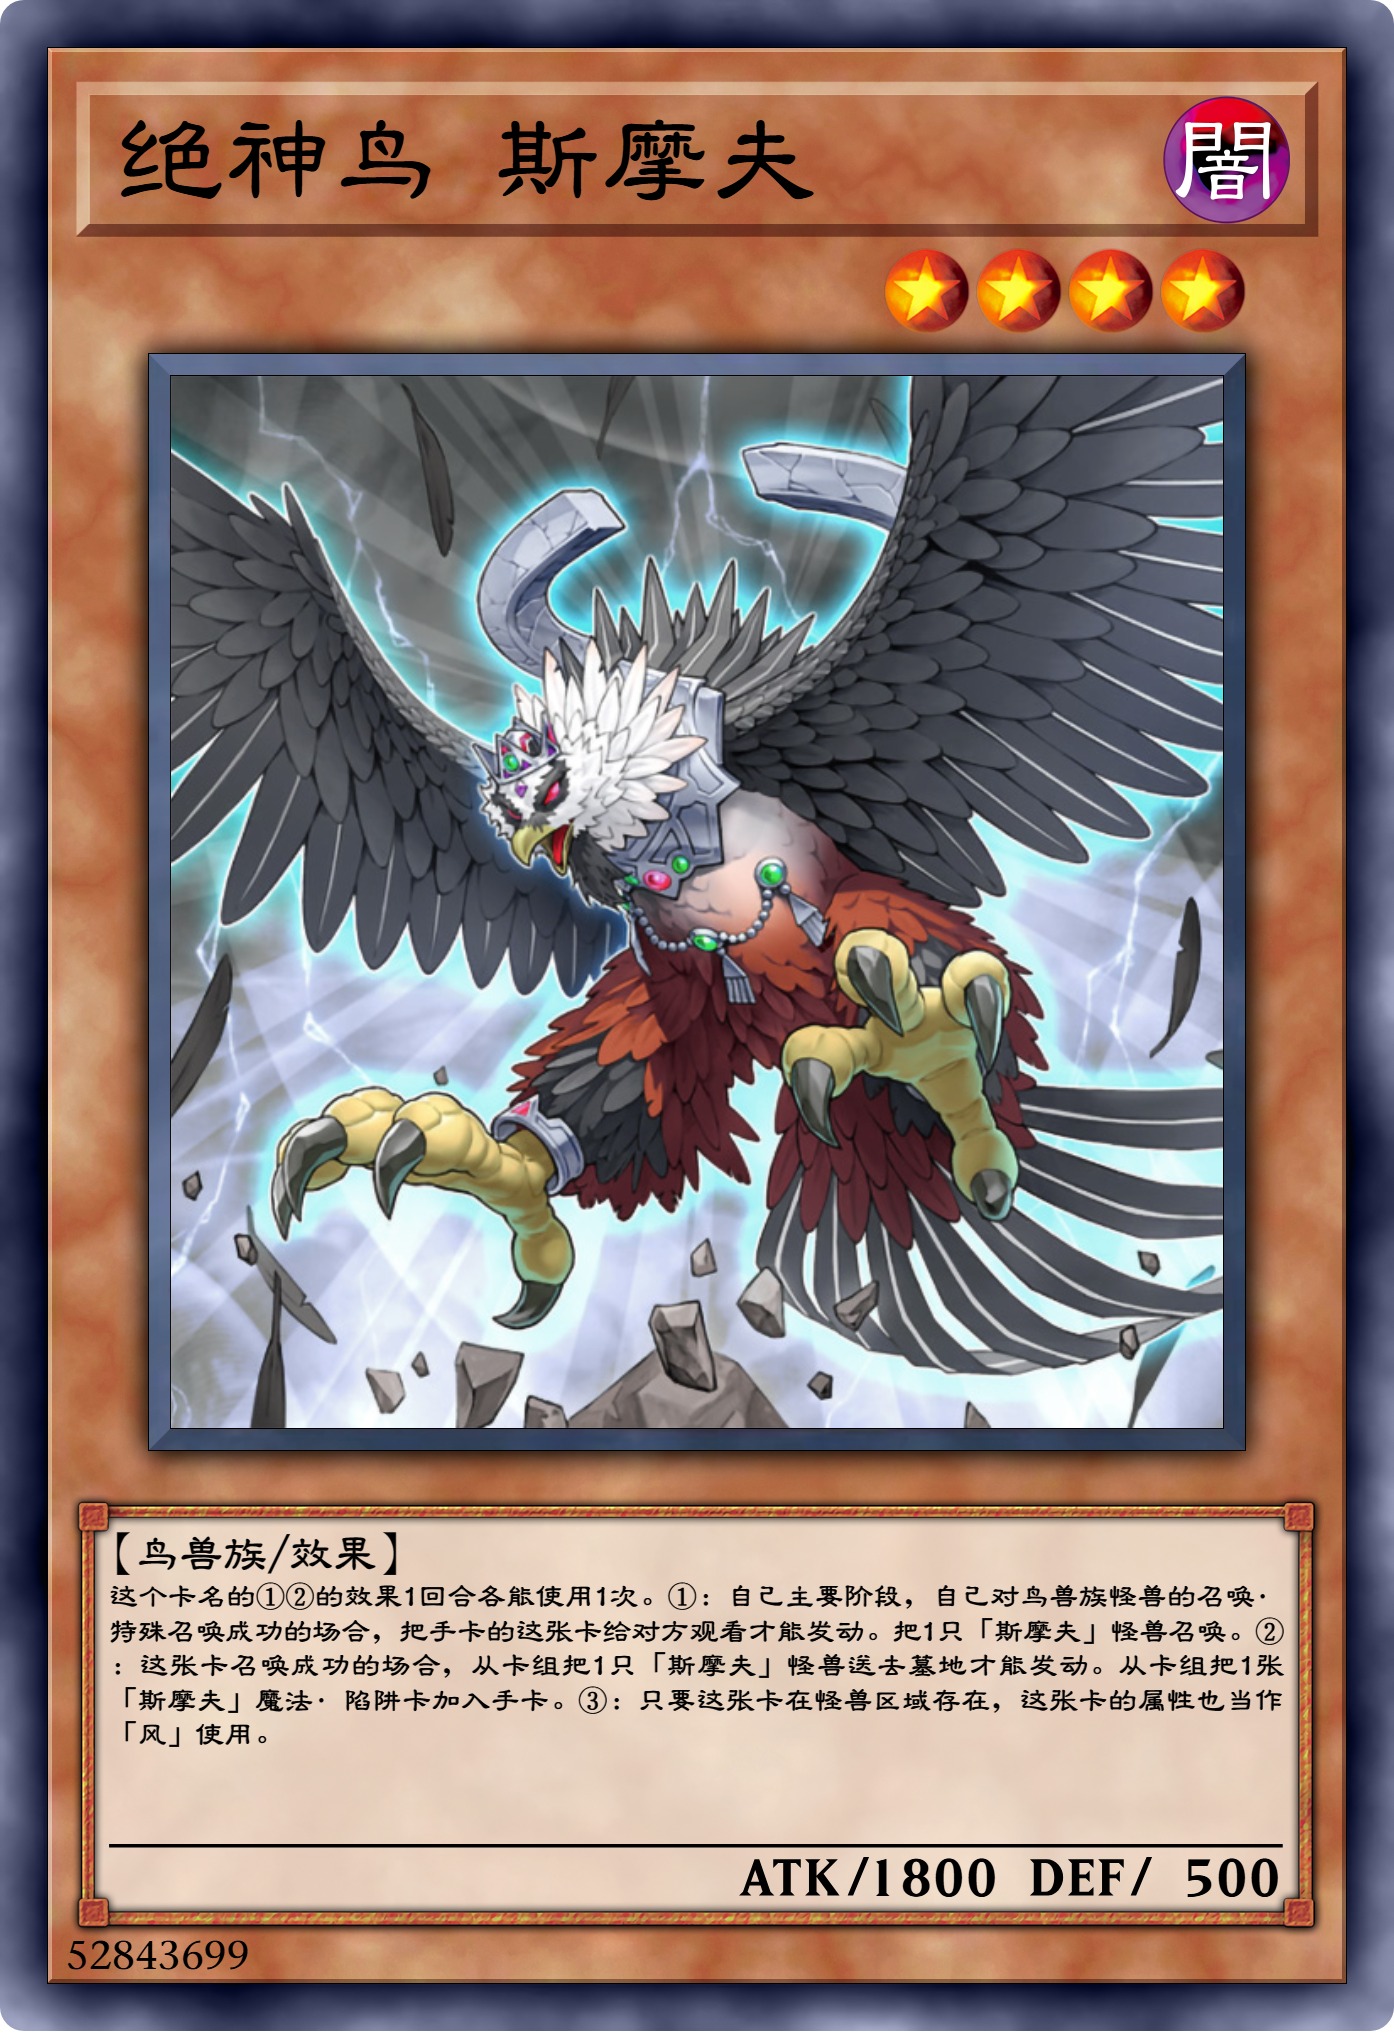 绝神鸟 斯摩夫
闇
【鸟兽族/效果】
这个卡名的①②的效果1回合各能使用1次。①：自己主要阶段，自己对鸟兽族怪兽的召唤·
特殊召唤成功的场合，把手卡的这张卡给对方观看才能发动。把1只「斯摩夫」怪兽召唤。②
：这张卡召唤成功的场合，从卡组把1只「斯摩夫」怪兽送去墓地才能发动。从卡组把1张
「斯摩夫」魔法·陷阱卡加入手卡。③：只要这张卡在怪兽区域存在，这张卡的属性也当作
「风」使用。
ATK/1800 DEF/ 500
52843699